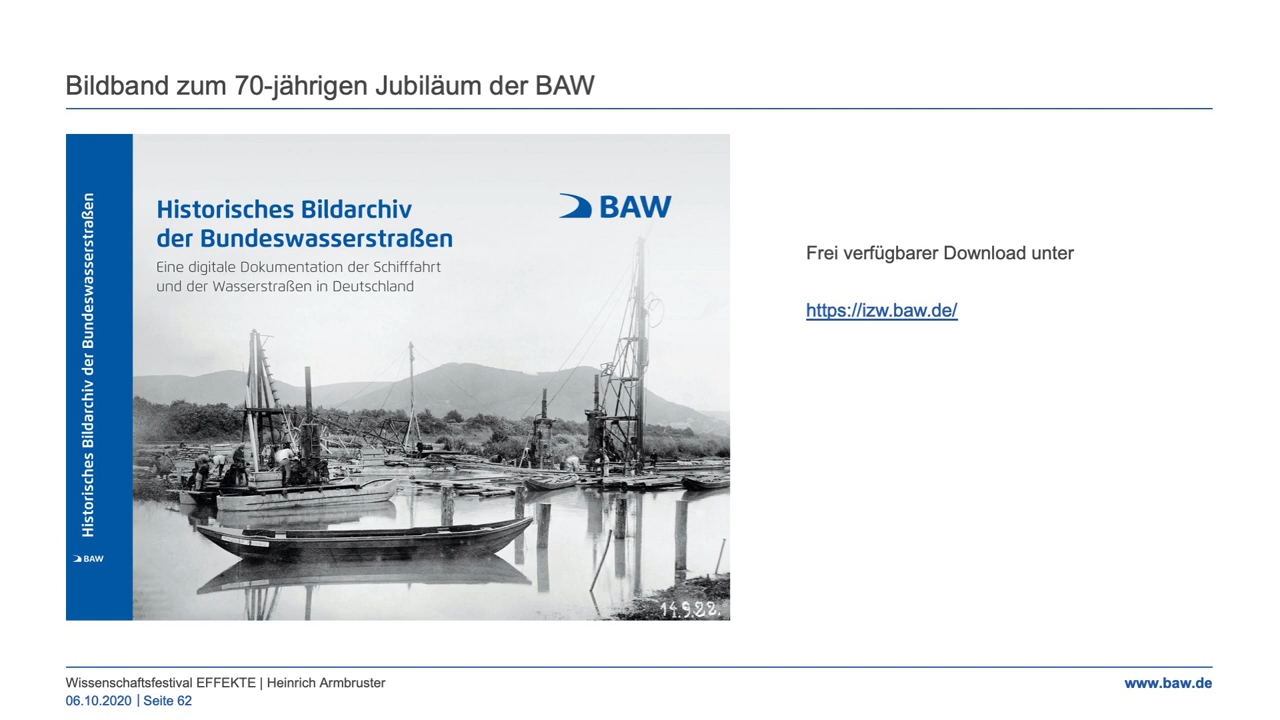 Bildband zum 70-jährigen Jubiläum der BAW
Historisches Bildarchiv der Bundeswasserstraßen
BAW
Historisches Bildarchiv
der Bundeswasserstraßen
Eine digitale Dokumentation der Schifffahrt
und der Wasserstraßen in Deutschland
BAW
14.9.22.
Frei verfügbarer Download unter
https://izw.baw.de/
Wissenschaftsfestival EFFEKTE | Heinrich Armbruster
06.10.2020 | Seite 62
www.baw.de